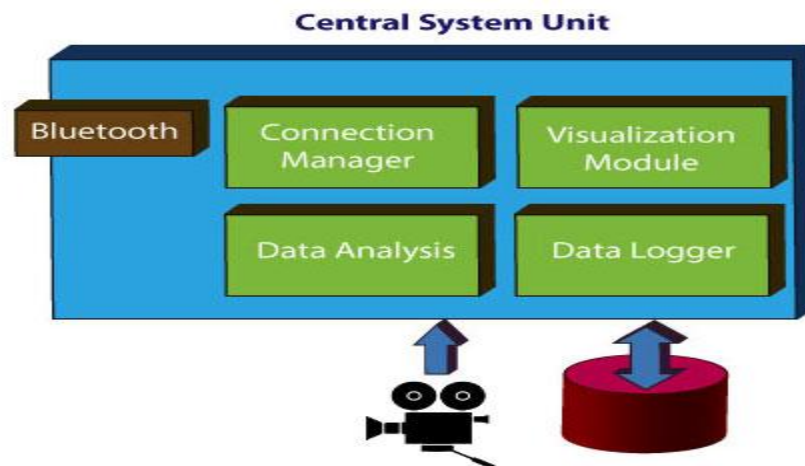 Central System Unit
Bluetooth
Connection
Manager
Visualization
Module
Data Analysis
Data Logger